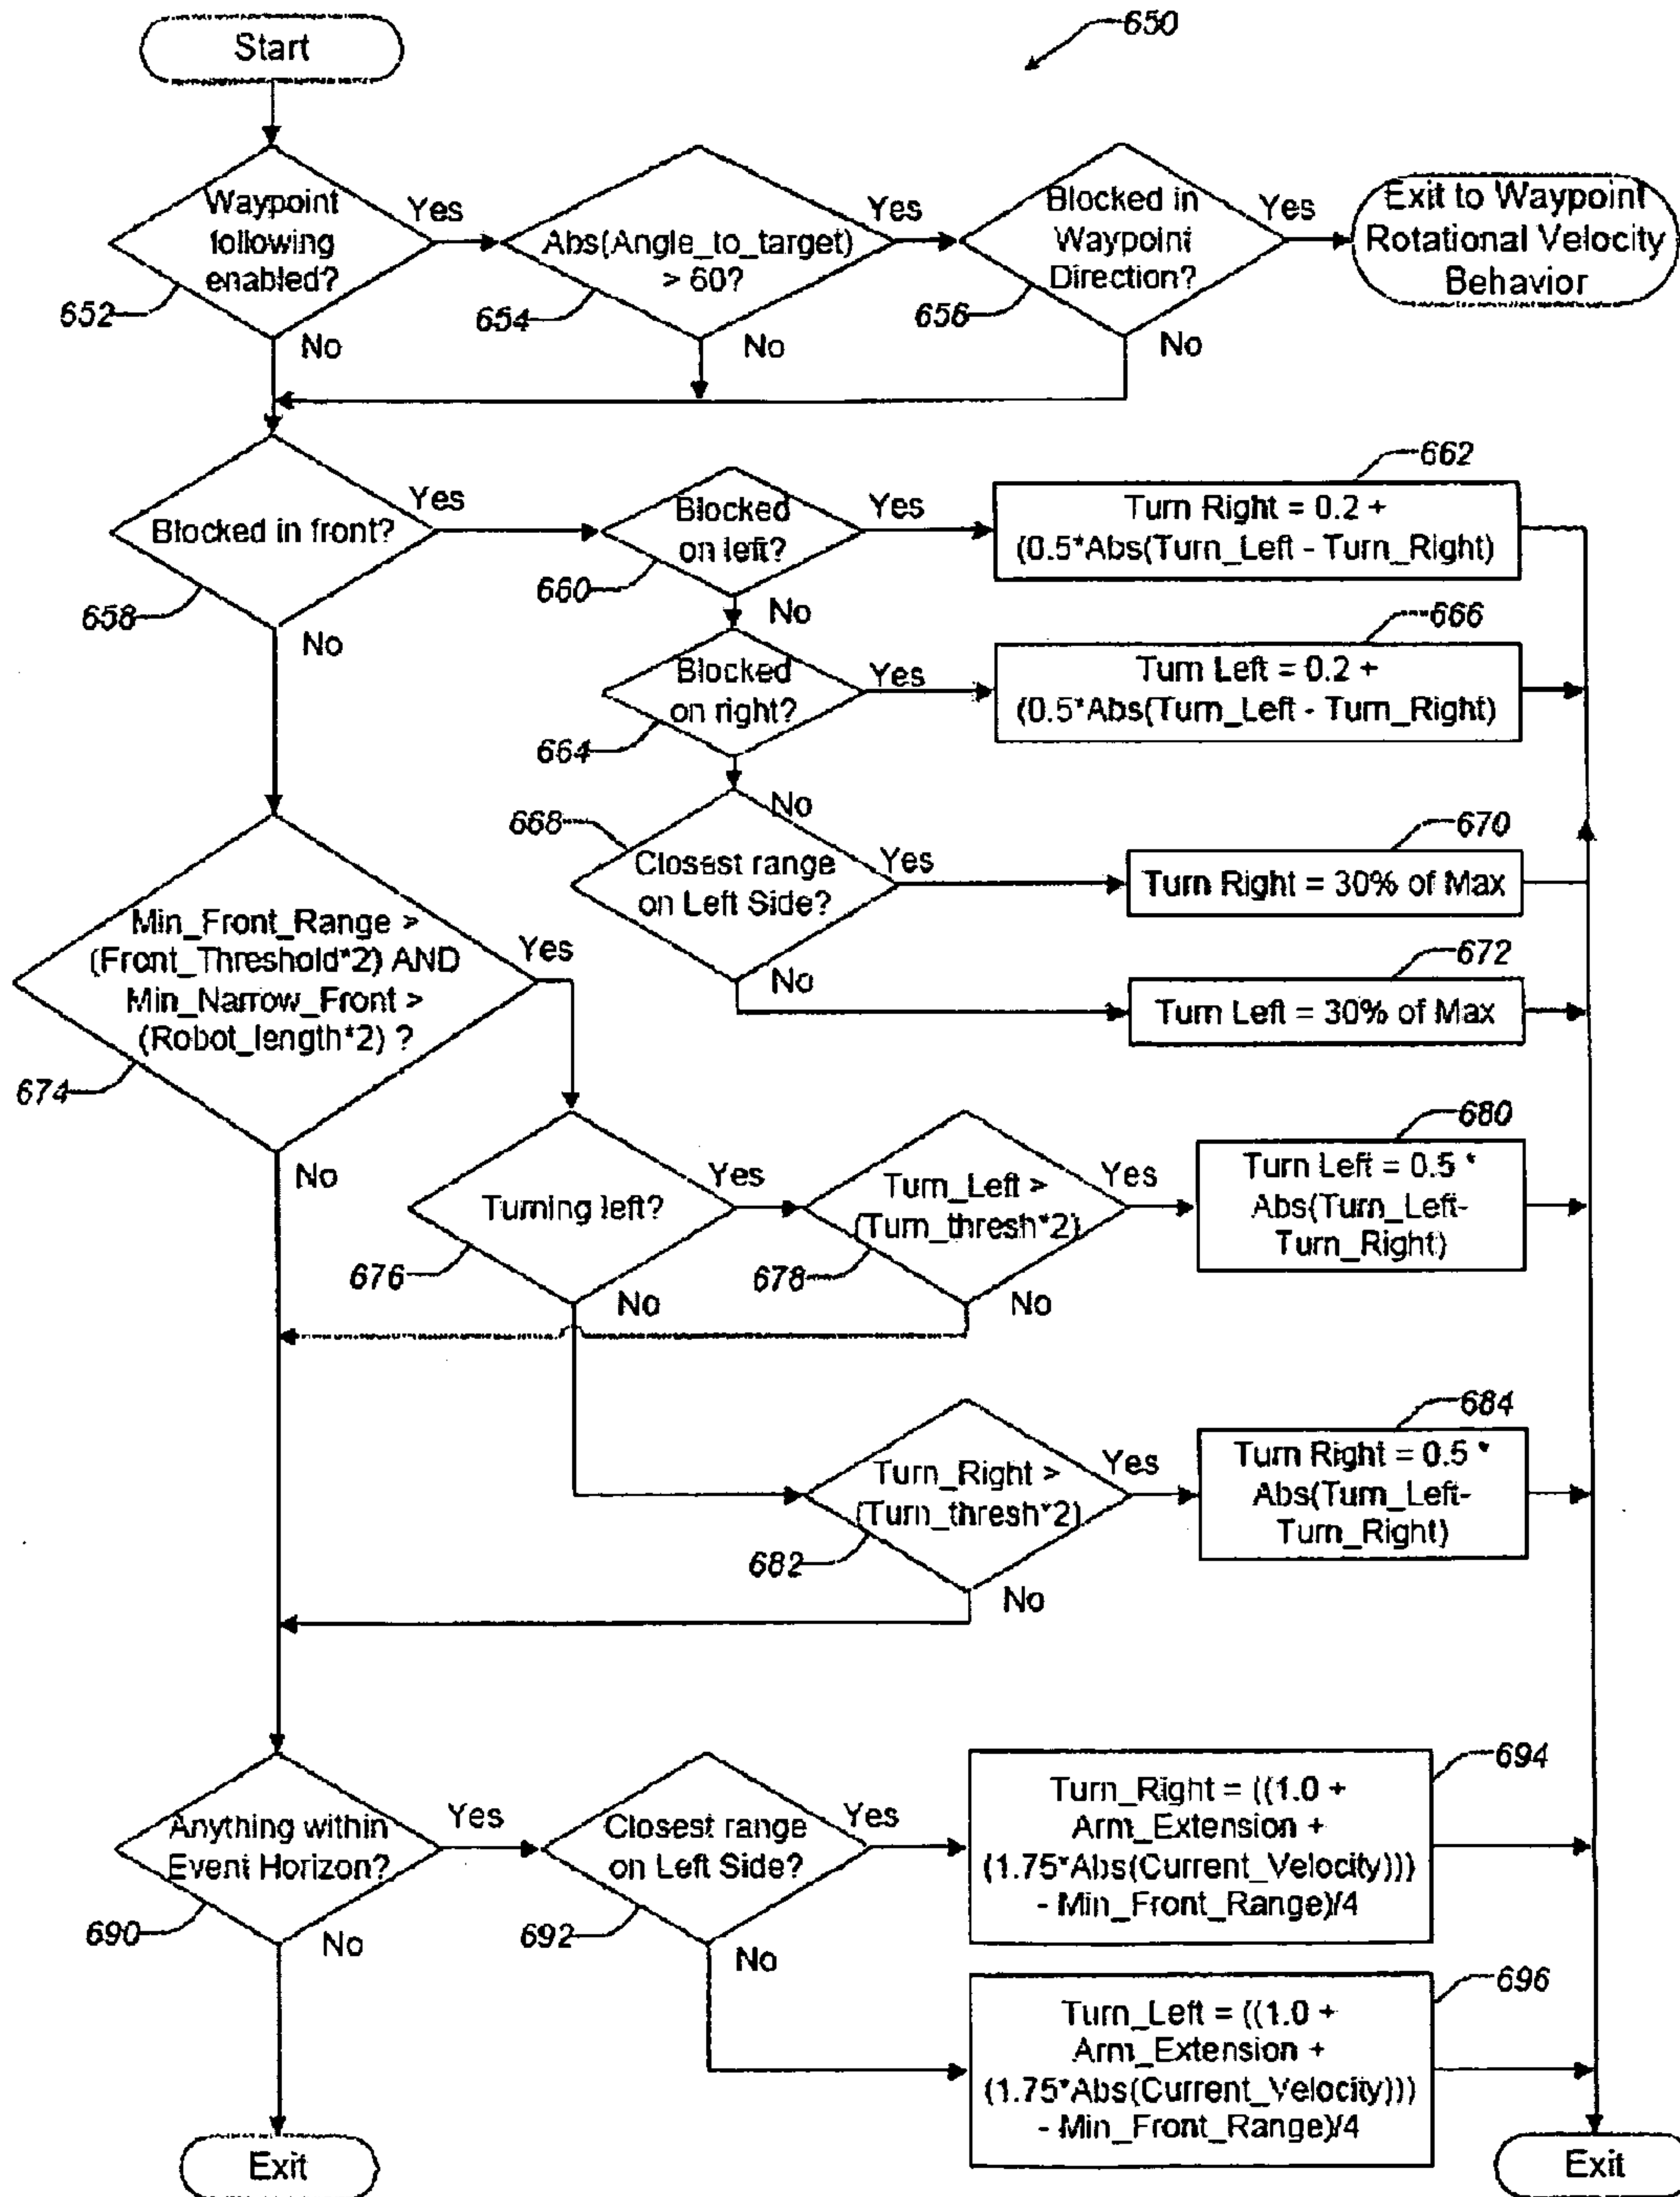 Start
650
Waypoint
following
enabled?
Yes
Abs(Angle_to_target)
> 60?
Yes
Blocked in
Waypoint
Direction?
Yes
Exit to Waypoint
Rotational Velocity
Behavior
652
No
654
No
656
No
Blocked in front?
Yes
Blocked
on left?
Yes
662
Turn Right = 0.2 +
(0.5*Abs(Turn_Left - Turn_Right)
658
No
660
No
Blocked
on right?
Yes
666
Turn Left = 0.2 +
(0.5*Abs(Turn_Left - Turn_Right)
664
No
668
Closest range
on Left Side?
Yes
670
Turn Right = 30% of Max
No
672
Turn Left = 30% of Max
Min_Front_Range >
(Front_Threshold*2) AND
Min_Narrow_Front >
(Robot_length*2) ?
Yes
674
No
Turning left?
Yes
Turn_Left >
(Turn_thresh*2)
Yes
680
Turn Left = 0.5 *
Abs(Turn_Left-
Turn_Right)
676
No
678
No
Turn_Right >
(Turn_thresh*2)
Yes
684
Turn Right = 0.5 *
Abs(Turn_Left-
Turn_Right)
682
No
Anything within
Event Horizon?
Yes
Closest range
on Left Side?
Yes
694
Turn_Right = ((1.0 +
Arm_Extension +
(1.75*Abs(Current_Velocity)))
- Min_Front_Range)/4
690
No
692
No
696
Turn_Left = ((1.0 +
Arm_Extension +
(1.75*Abs(Current_Velocity)))
- Min_Front_Range)/4
Exit
Exit